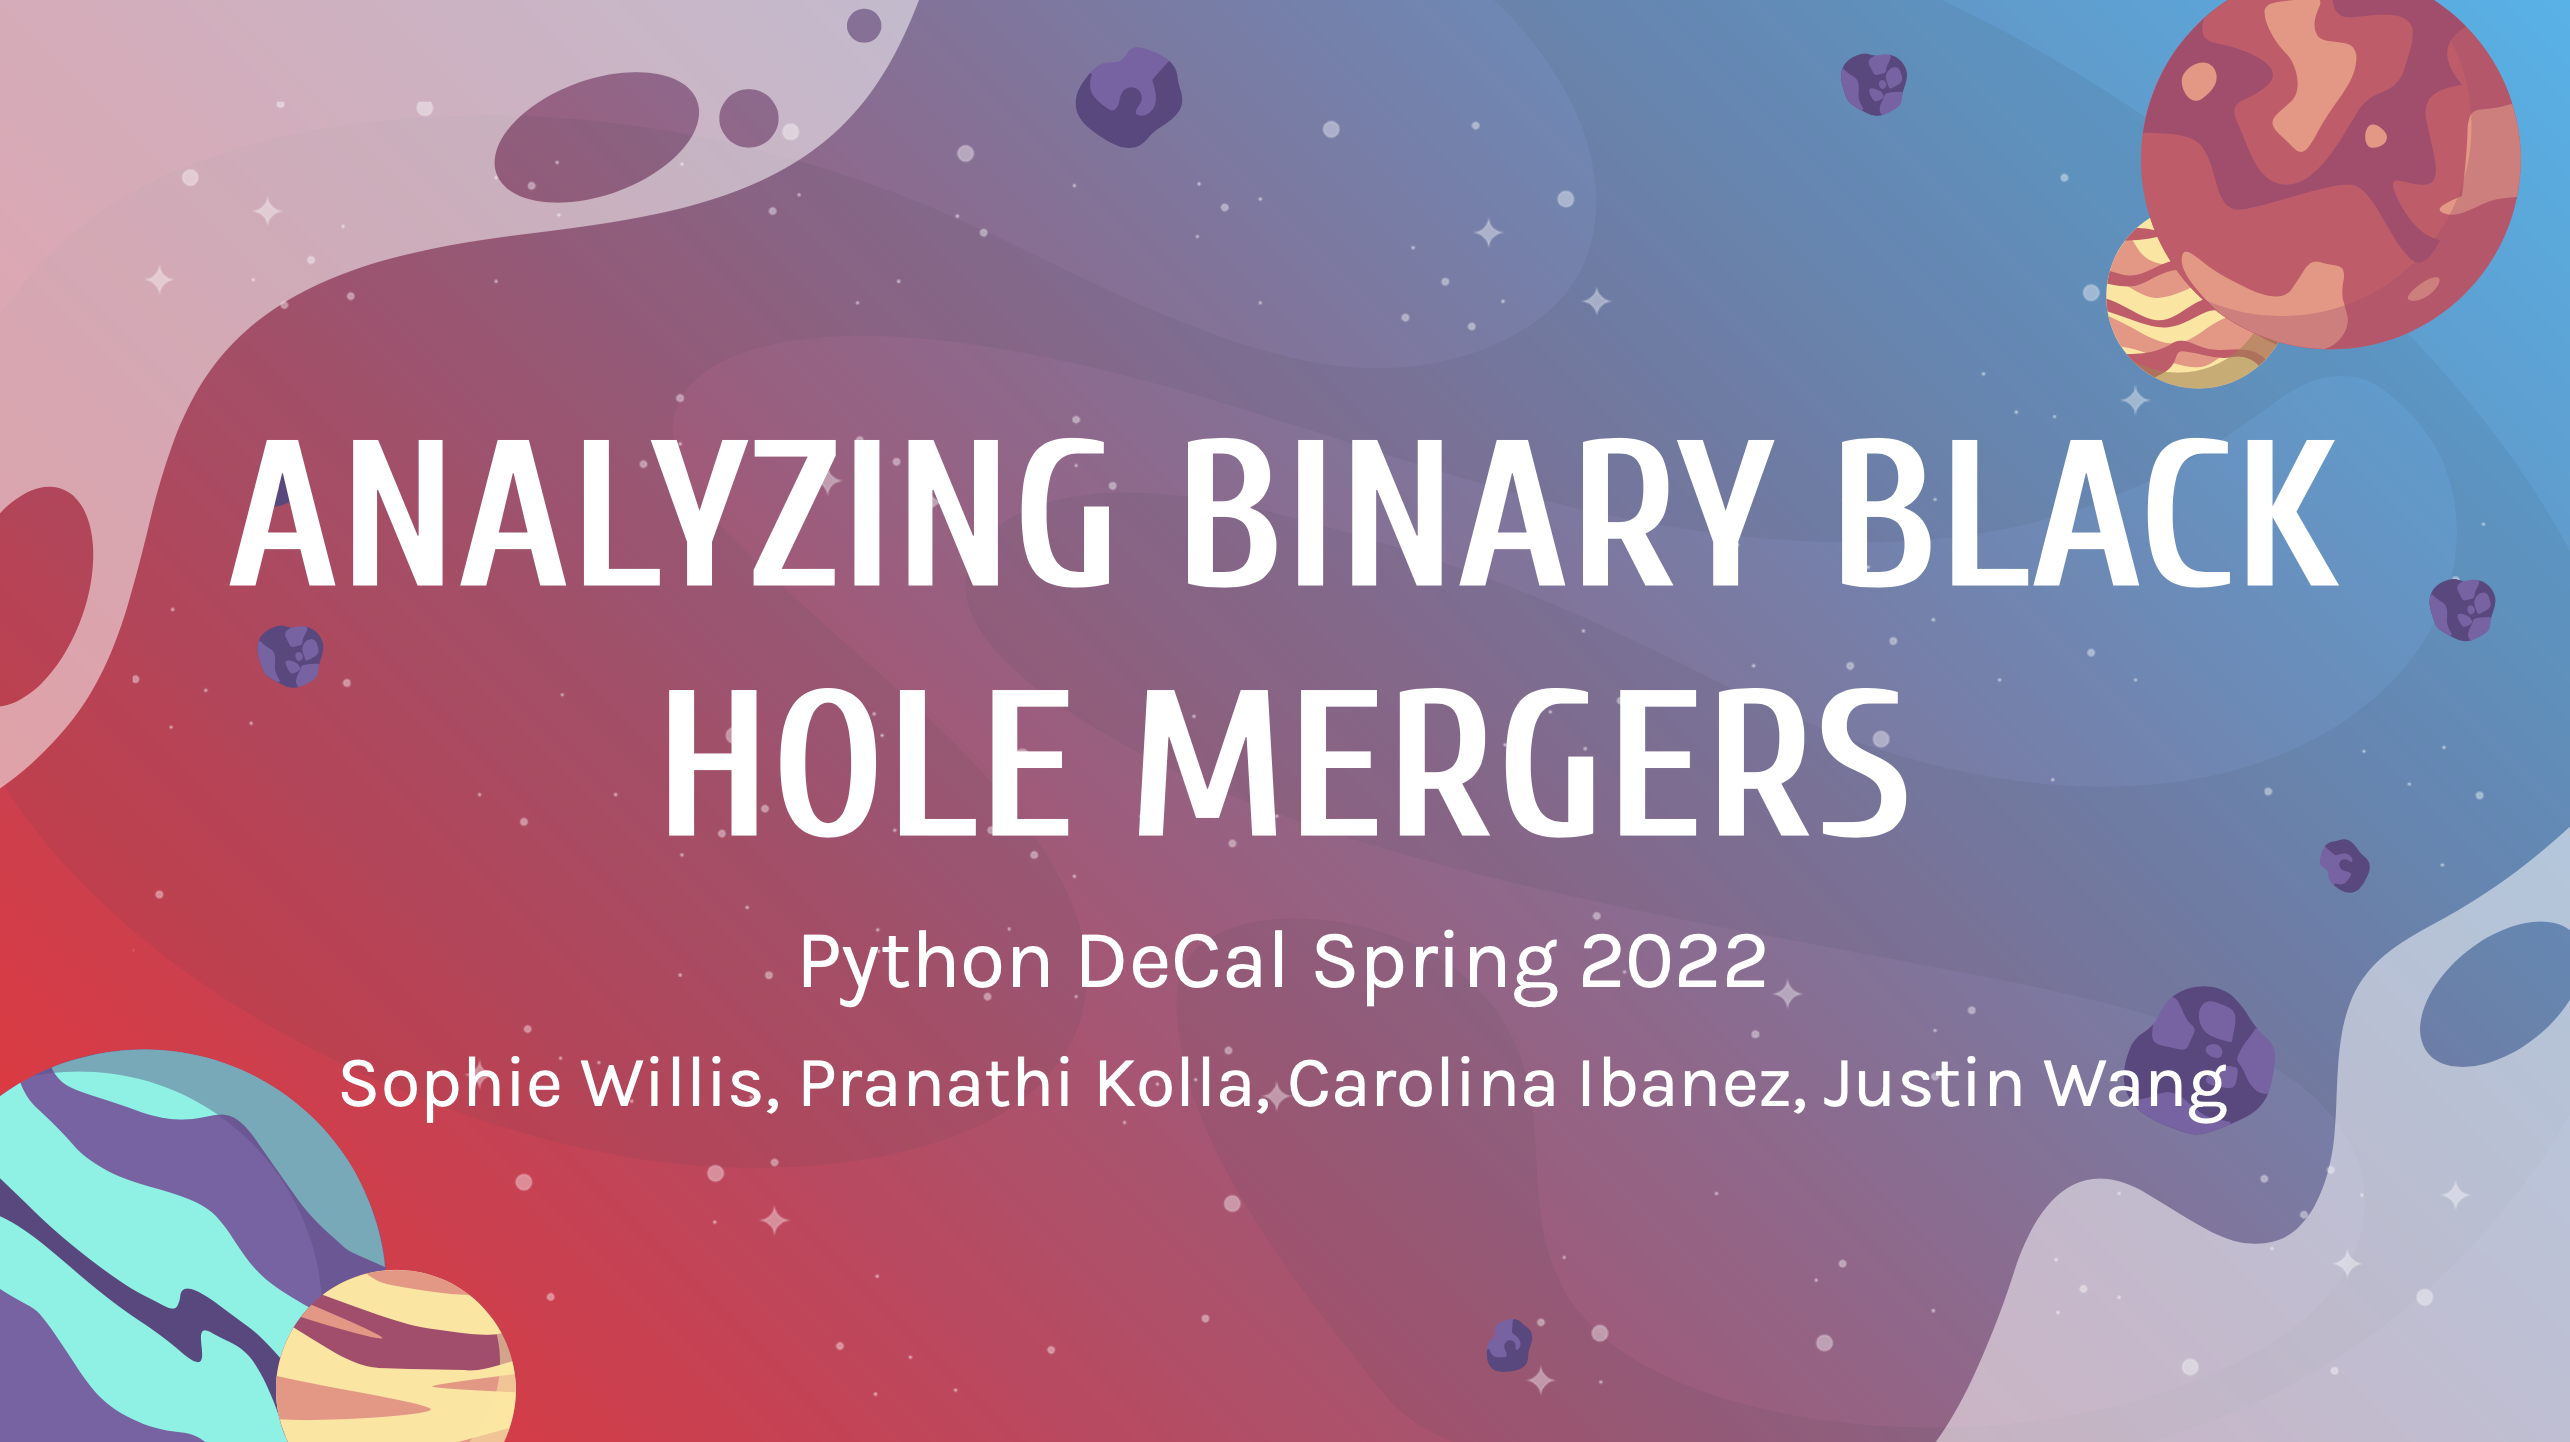 ANALYZING BINARY BLACK
HOLE MERGERS
Python DeCal Spring 2022
Sophie Willis, Pranathi Kolla, Carolina Ibanez, Justin Wang